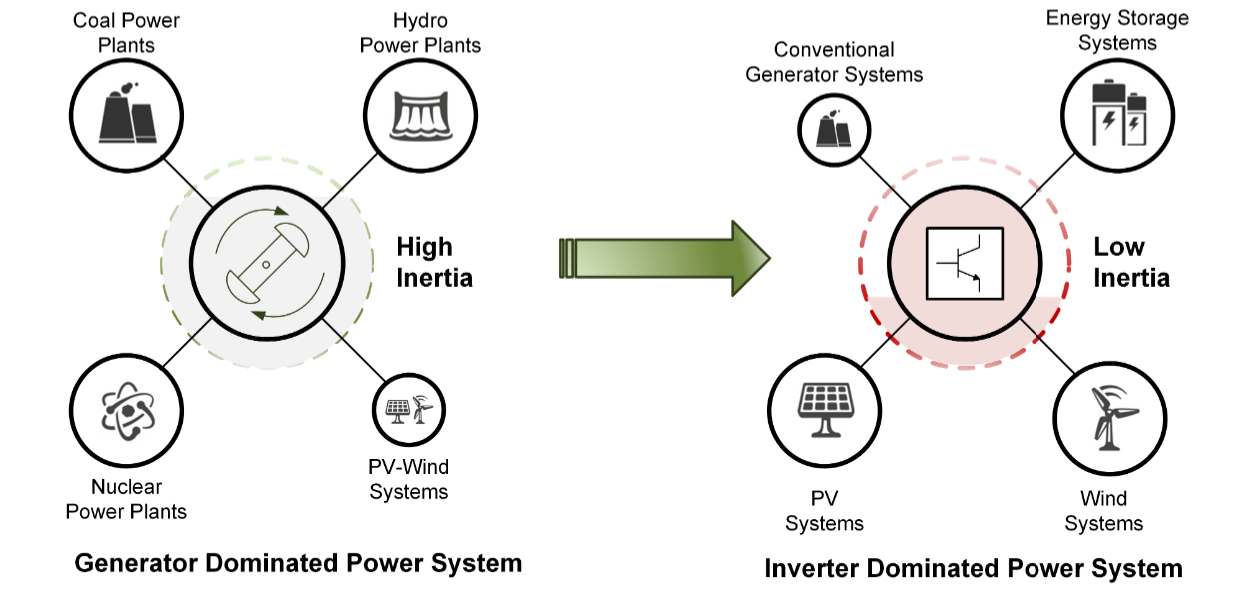 Coal Power
Plants
Hydro
Power Plants
High
Inertia
Nuclear
Power Plants
PV-Wind
Systems
Generator Dominated Power System
Conventional
Generator Systems
Energy Storage
Systems
Low
Inertia
PV
Systems
Wind
Systems
Inverter Dominated Power System